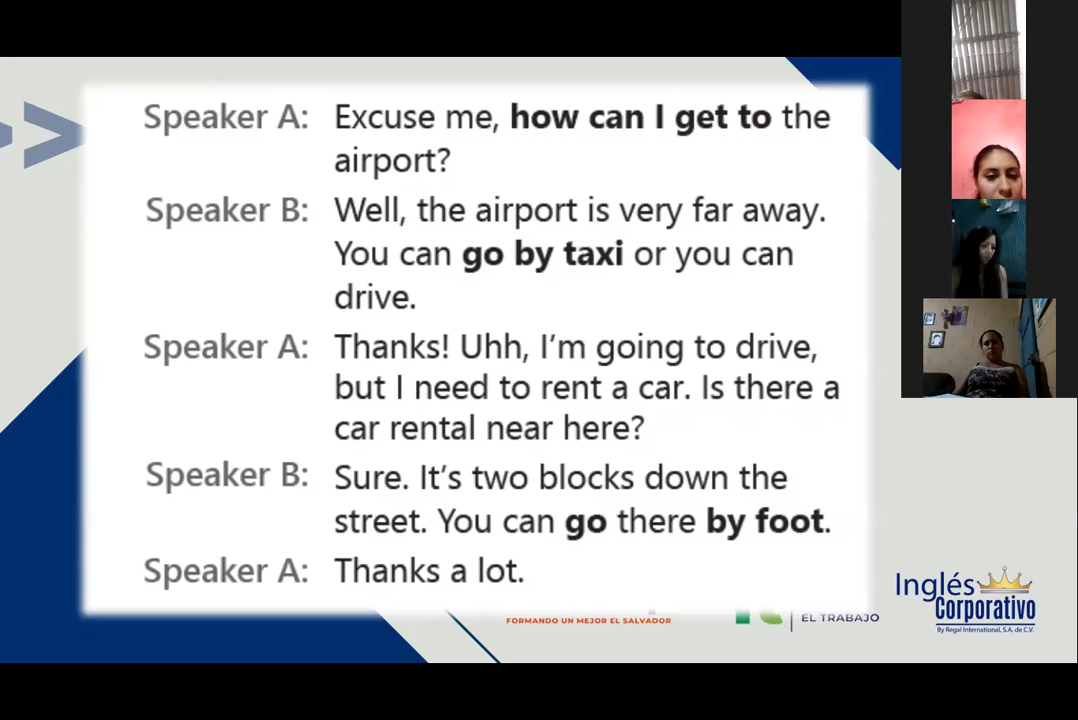 Speaker A: Excuse me, how can I get to the
airport?
Speaker B: Well, the airport is very far away.
You can go by taxi or you can
drive.
Speaker A: Thanks! Uhh, I'm going to drive,
but I need to rent a car. Is there a
car rental near here?
Speaker B: Sure. It's two blocks down the
street. You can go there by foot.
Speaker A: Thanks a lot.
FORMANDO UN MEJOR EL SALVADOR
EL TRABAJO
Inglés
Corporativo
By Regal International, S.A. de C.V.